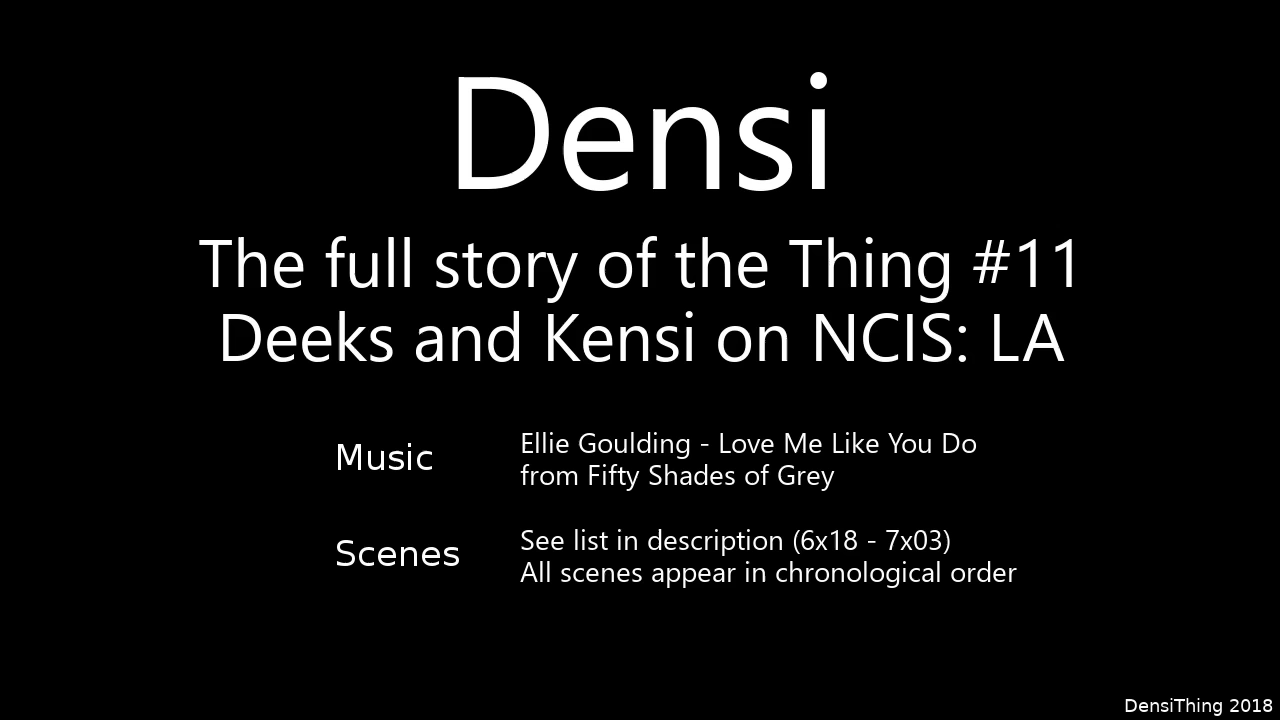 Densi
The full story of the Thing #11
Deeks and Kensi on NCIS: LA
Music
Ellie Goulding - Love Me Like You Do
from Fifty Shades of Grey
Scenes
See list in description (6x18 - 7x03)
All scenes appear in chronological order
DensiThing 2018